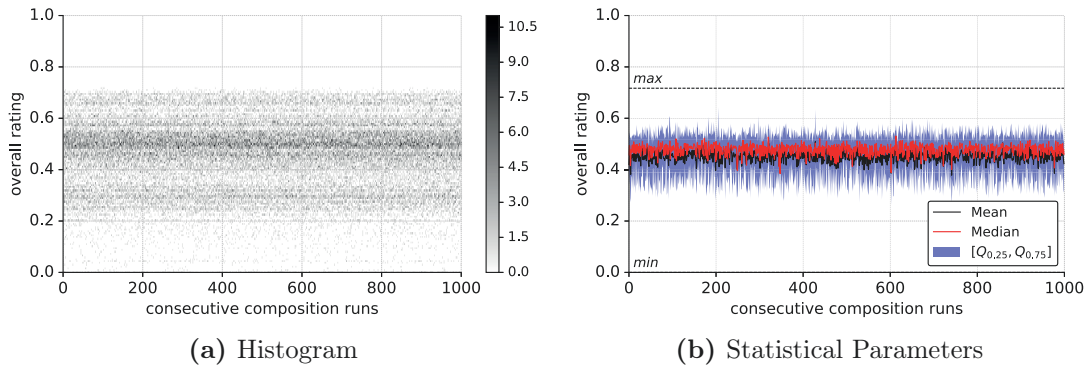 1.0
0.8
0.6
0.4
0.2
0.0
overall rating
0 200 400 600 800 1000
consecutive composition runs
10.5
9.0
7.5
6.0
4.5
3.0
1.5
0.0
(a) Histogram
1.0
0.8
0.6
0.4
0.2
0.0
overall rating
max
min
Mean
Median
[Q0,25, Q0,75]
0 200 400 600 800 1000
consecutive composition runs
(b) Statistical Parameters